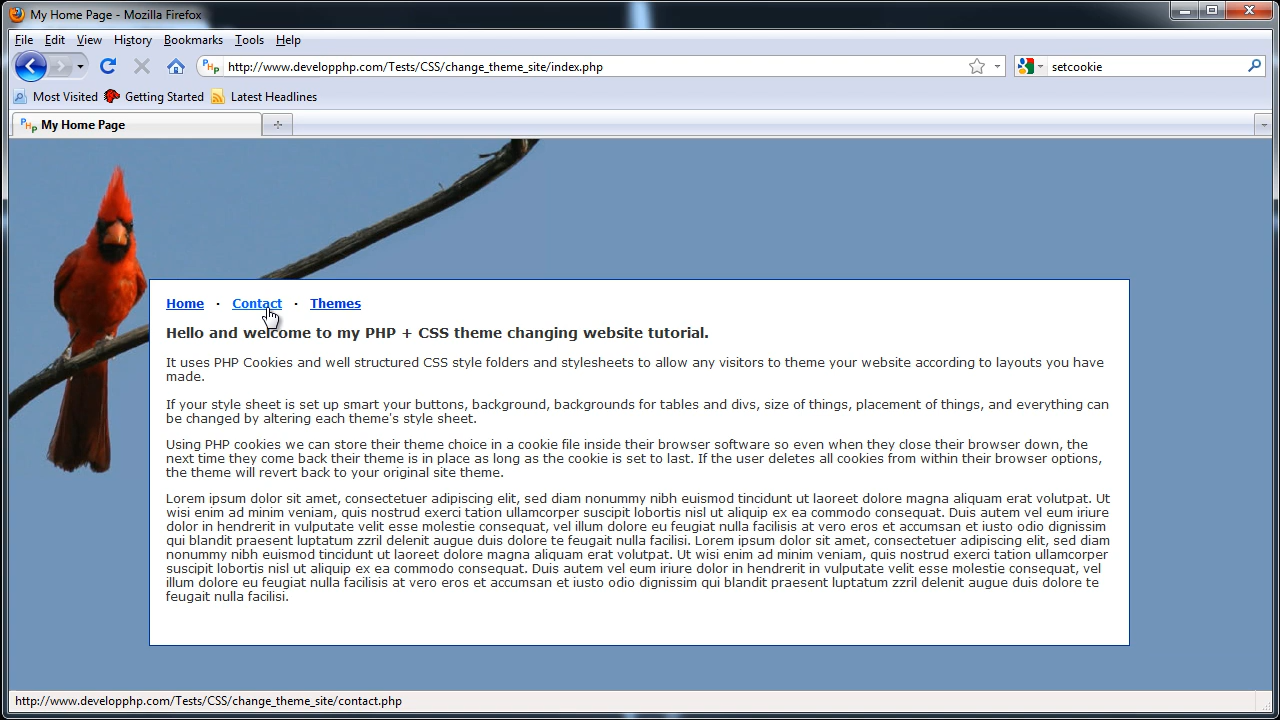 My Home Page - Mozilla Firefox
File Edit View History Bookmarks Tools Help
PHP http://www.developphp.com/Tests/CSS/change_theme_site/index.php setcookie
Most Visited Getting Started Latest Headlines
PHP My Home Page
Home · Contact · Themes
Hello and welcome to my PHP + CSS theme changing website tutorial.
It uses PHP Cookies and well structured CSS style folders and stylesheets to allow any visitors to theme your website according to layouts you have
made.
If your style sheet is set up smart your buttons, background, backgrounds for tables and divs, size of things, placement of things, and everything can
be changed by altering each theme's style sheet.
Using PHP cookies we can store their theme choice in a cookie file inside their browser software so even when they close their browser down, the
next time they come back their theme is in place as long as the cookie is set to last. If the user deletes all cookies from within their browser options,
the theme will revert back to your original site theme.
Lorem ipsum dolor sit amet, consectetuer adipiscing elit, sed diam nonummy nibh euismod tincidunt ut laoreet dolore magna aliquam erat volutpat. Ut
wisi enim ad minim veniam, quis nostrud exerci tation ullamcorper suscipit lobortis nisl ut aliquip ex ea commodo consequat. Duis autem vel eum iriure
dolor in hendrerit in vulputate velit esse molestie consequat, vel illum dolore eu feugiat nulla facilisis at vero eros et accumsan et iusto odio dignissim
qui blandit praesent luptatum zzril delenit augue duis dolore te feugait nulla facilisi. Lorem ipsum dolor sit amet, consectetuer adipiscing elit, sed diam
nonummy nibh euismod tincidunt ut laoreet dolore magna aliquam erat volutpat. Ut wisi enim ad minim veniam, quis nostrud exerci tation ullamcorper
suscipit lobortis nisl ut aliquip ex ea commodo consequat. Duis autem vel eum iriure dolor in hendrerit in vulputate velit esse molestie consequat, vel
illum dolore eu feugiat nulla facilisis at vero eros et accumsan et iusto odio dignissim qui blandit praesent luptatum zzril delenit augue duis dolore te
feugait nulla facilisi.
http://www.developphp.com/Tests/CSS/change_theme_site/contact.php